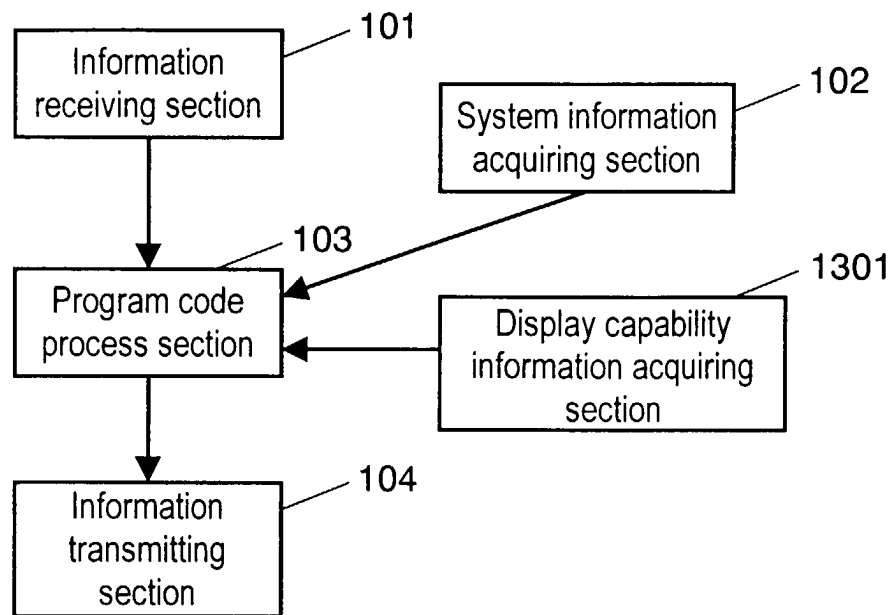 101
Information
receiving section
102
System information
acquiring section
103
Program code
process section
1301
Display capability
information acquiring
section
104
Information
transmitting
section